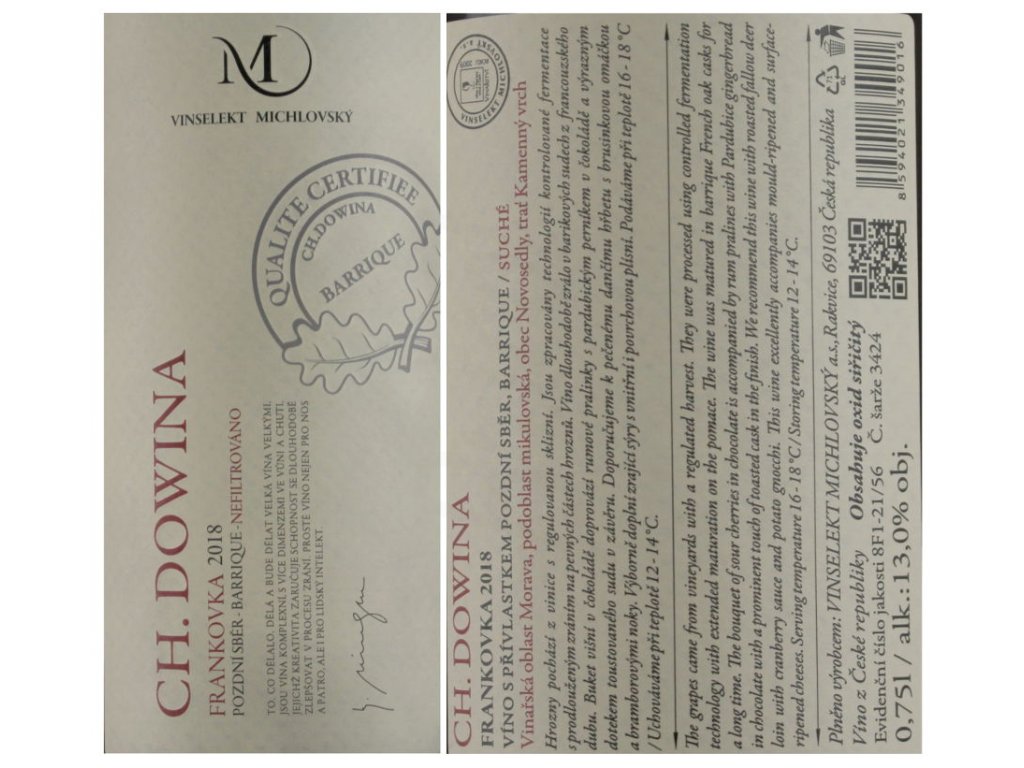 M
VINSELEKT MICHLOVSKÝ
QUALITE CERTIFIEE
CH.DOWINA
BARRIQUE
CH. DOWINA
FRANKOVKA 2018
POZDNÍ SBĚR - BARRIQUE - NEFILTROVÁNO
TO, CO DĚLALO, DĚLÁ A BUDE DĚLAT VELKÁ VÍNA VELKÝMI,
JSOU VÍNA KOMPLEXNÍ, S VÍCE DIMENZEMI VE VŮNI A CHUTI,
JEJICHŽ KREATIVITA ZARUČUJE SCHOPNOST SE DLOUHODOBĚ
ZLEPŠOVAT V PROCESU ZRÁNÍ. PROSTĚ VÍNO NEJEN PRO NOS
A PATRO, ALE I PRO LIDSKÝ INTELEKT.
VINSELEKT MICHLOVSKÝ a.s.
CH. DOWINA
FRANKOVKA 2018
VÍNO S PŘÍVLASTKEM POZDNÍ SBĚR, BARRIQUE / SUCHÉ
Vinařská oblast Morava, podoblast mikulovská, obec Novosedly, trať Kamenný vrch
Hrozny pochází z vinice s regulovanou sklizní. Jsou zpracovány technologií kontrolované fermentace
s prodlouženým zráním na pevných částech hroznů. Víno dlouhodobě zrálo v barikových sudech z francouzského
dubu. Buket višní v čokoládě doprovází rumové pralinky s pardubickým perníkem v čokoládě a výrazným
dotekem toustovaného sudu v závěru. Doporučujeme k pečenému dančímu hřbetu s brusinkovou omáčkou
a bramborovými noky. Výborně doplní zrající sýry s vnitřní i povrchovou plísní. Podáváme při teplotě 16 - 18 °C
/ Uchováváme při teplotě 12 - 14°C.
The grapes came from vineyards with a regulated harvest. They were processed using controlled fermentation
technology with extended maturation on the pomace. The wine was matured in barrique French oak casks for
a long time. The bouquet of sour cherries in chocolate is accompanied by rum pralines with Pardubice gingerbread
in chocolate with a prominent touch of toasted cask in the finish. We recommend this wine with roasted fallow deer
loin with cranberry sauce and potato gnocchi. This wine excellently accompanies mould-ripened and surface-
ripened cheeses. Serving temperature 16 - 18 °C / Storing temperature 12 - 14°C.
Plněno výrobcem: VINSELEKT MICHLOVSKÝ a.s., Rakvice, 69103 Česká republika
Víno z České republiky Obsahuje oxid siřičitý
Evidenční číslo jakosti 8F1-21/56 Č. šarže 3424
0,75l / alk.:13,0% obj.
8 594021 349016